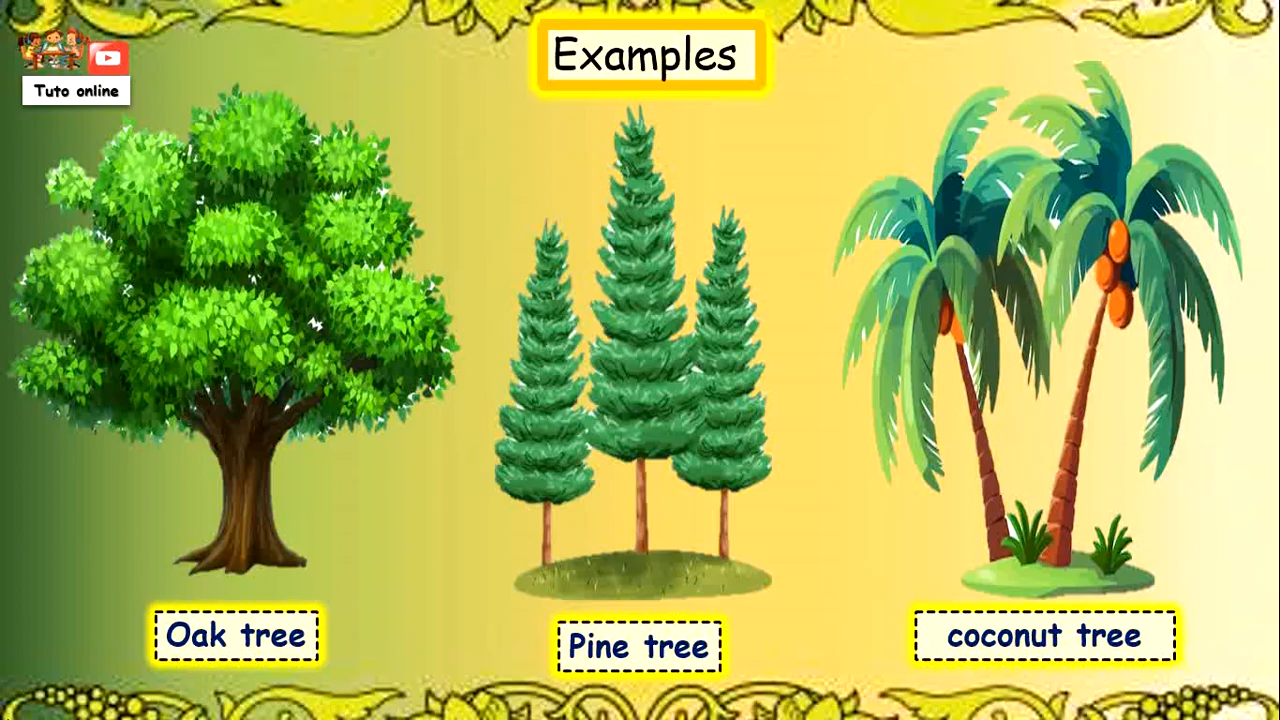 Examples
Tuto online
Oak tree
Pine tree
coconut tree